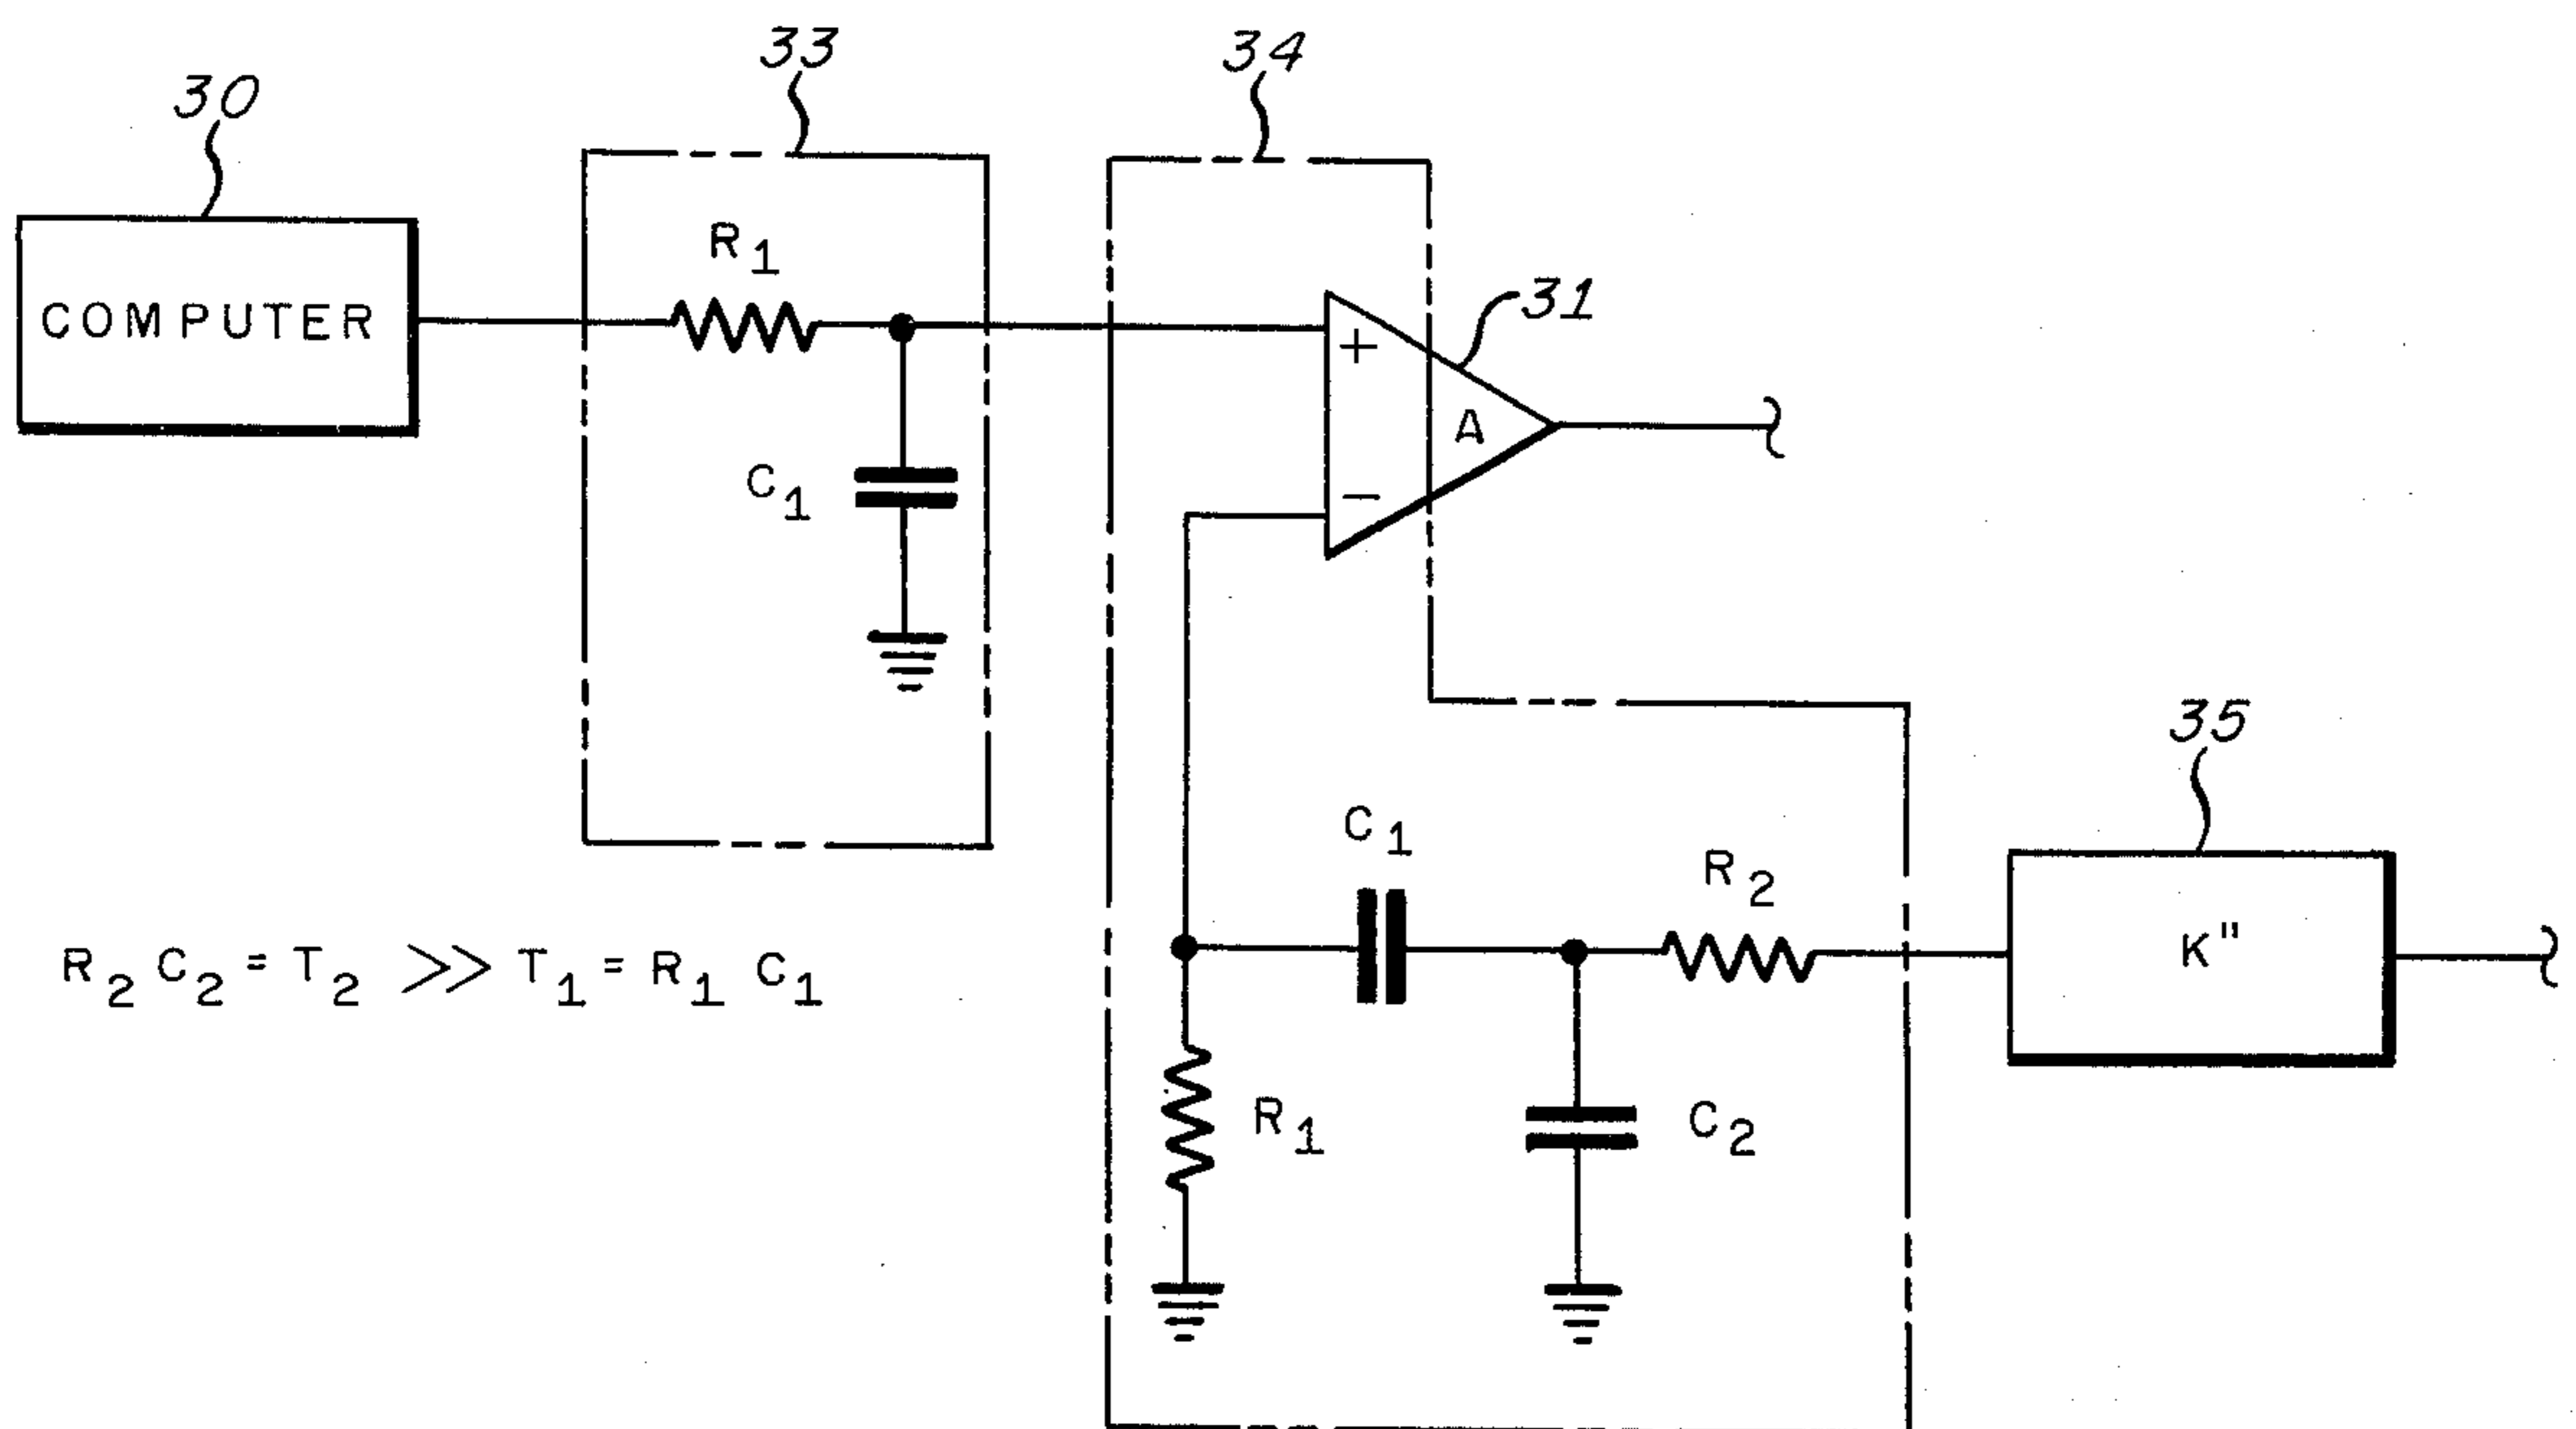 33
34
30
R1
COMPUTER
31
+
A
C1
−
35
C1
R2
K"
R2 C2 = T2 >> T1 = R1 C1
R1
C2